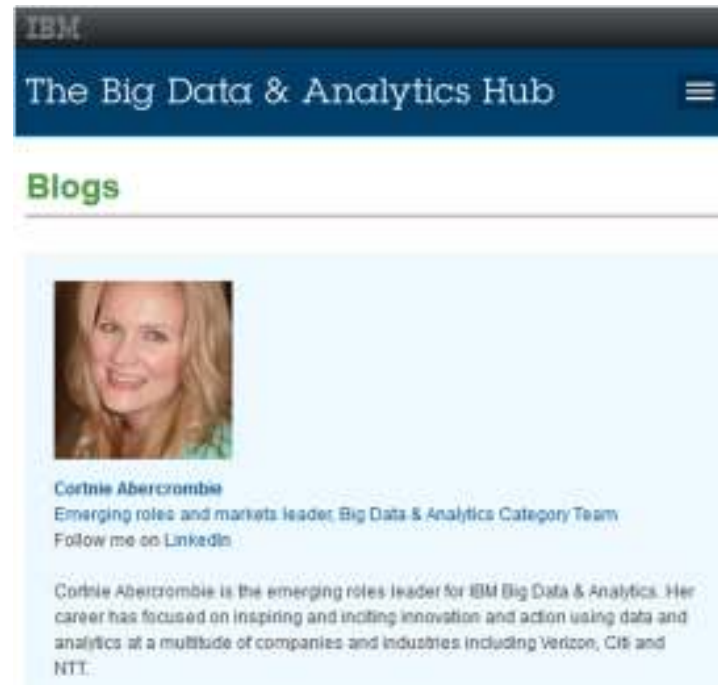 IBM
The Big Data & Analytics Hub
Blogs
Cortnie Abercrombie
Emerging roles and markets leader, Big Data & Analytics Category Team
Follow me on LinkedIn
Cortnie Abercrombie is the emerging roles leader for IBM Big Data & Analytics. Her
career has focused on inspiring and inciting innovation and action using data and
analytics at a multitude of companies and industries including Verizon, Citi and
NTT.